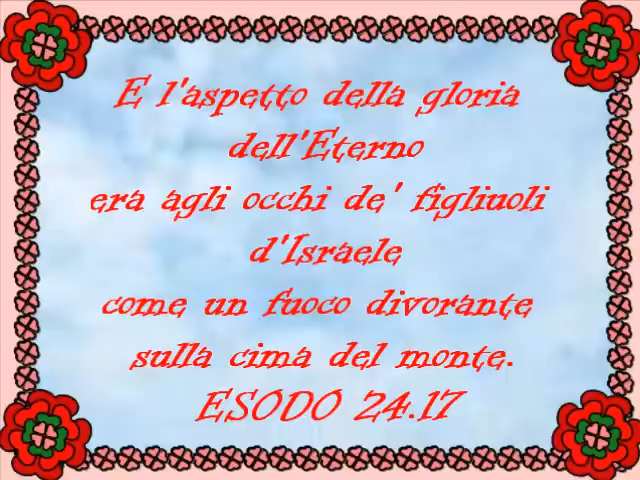 E l'aspetto della gloria
dell'Eterno
era agli occhi de' figliuoli
d'Israele
come un fuoco divorante
sulla cima del monte.
ESODO 24.17